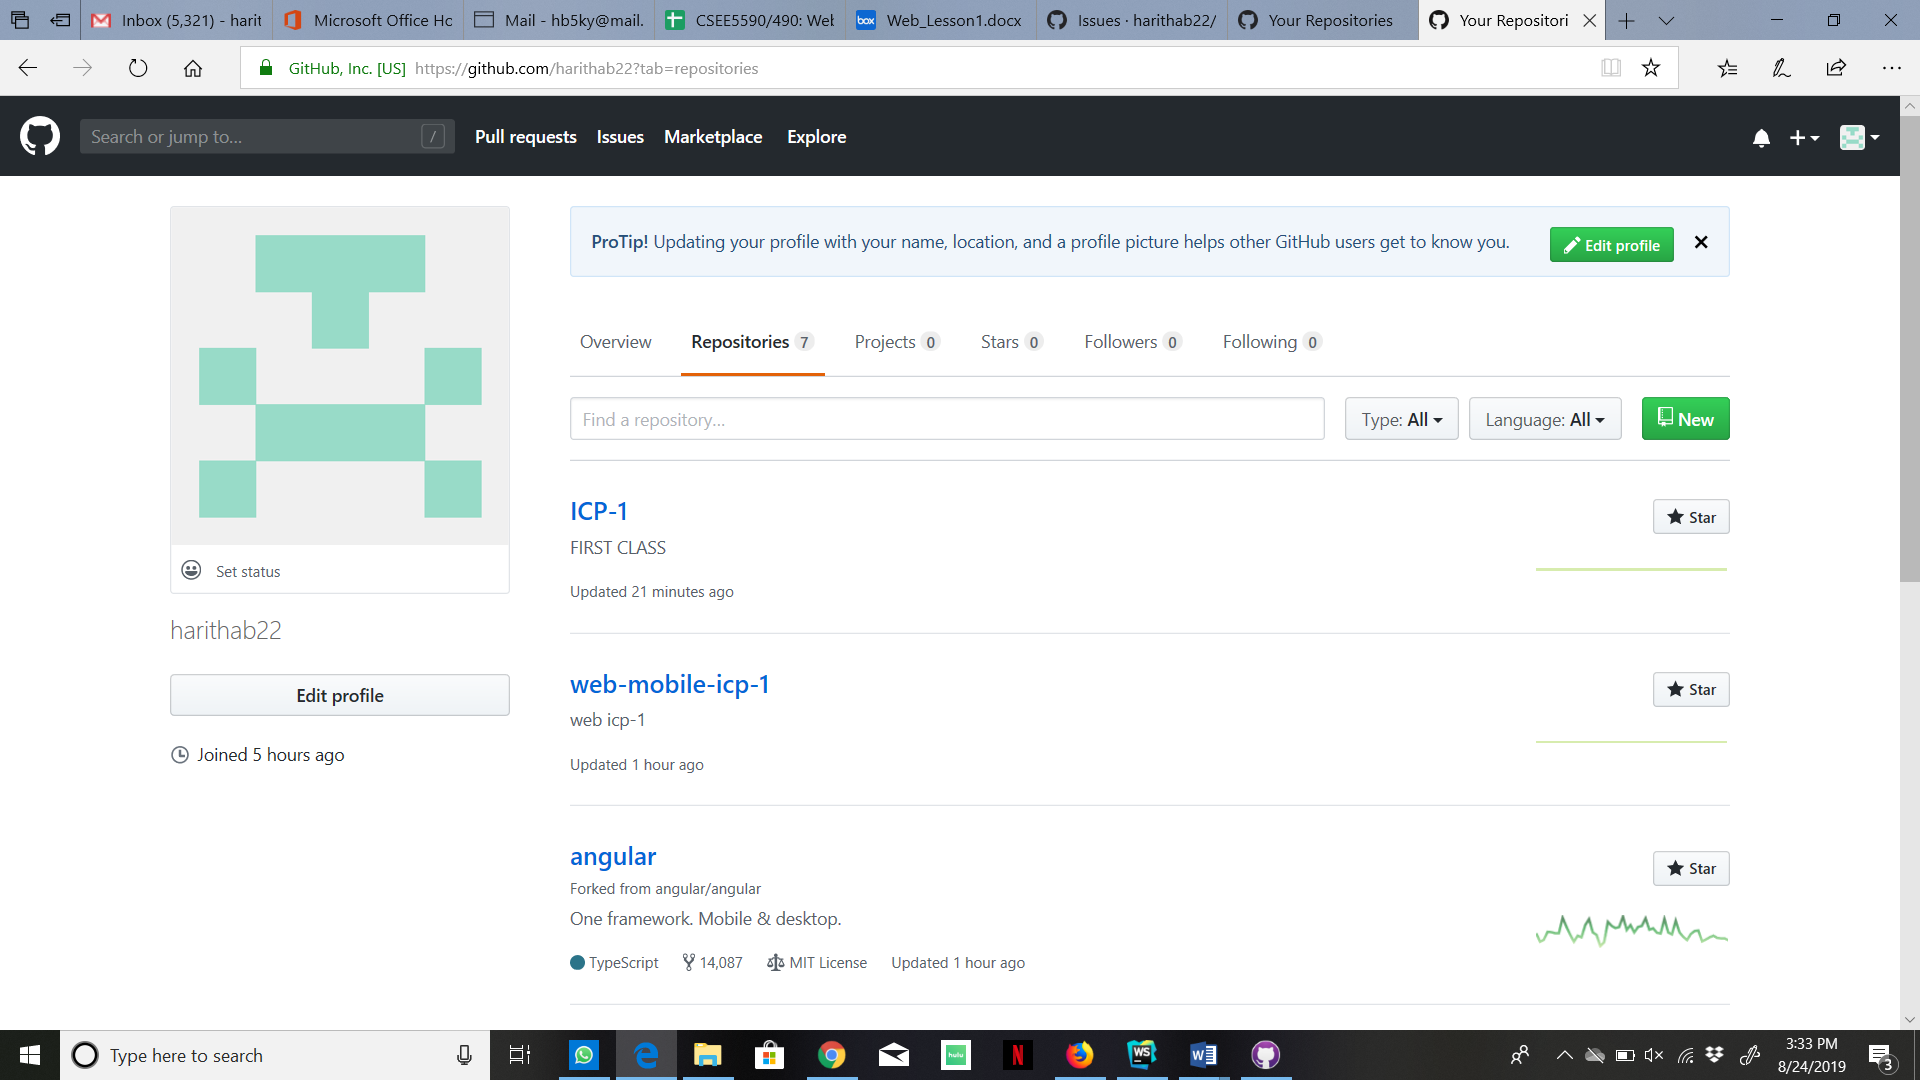 Inbox (5,321) - harit
Microsoft Office Ho
Mail - hb5ky@mail.
CSEE5590/490: Web
box
Web_Lesson1.docx
Issues · harithab22/
Your Repositories
Your Repositori
GitHub, Inc. [US] https://github.com/harithab22?tab=repositories
Search or jump to... /
Pull requests Issues Marketplace Explore
ProTip! Updating your profile with your name, location, and a profile picture helps other GitHub users get to know you.
Edit profile
Overview Repositories 7 Projects 0 Stars 0 Followers 0 Following 0
Find a repository...
Type: All
Language: All
New
ICP-1
Star
FIRST CLASS
Updated 21 minutes ago
Set status
harithab22
Edit profile
Joined 5 hours ago
web-mobile-icp-1
Star
web icp-1
Updated 1 hour ago
angular
Star
Forked from angular/angular
One framework. Mobile & desktop.
TypeScript 14,087 MIT License Updated 1 hour ago
Type here to search
hulu
N
WS
W
3:33 PM
8/24/2019
3